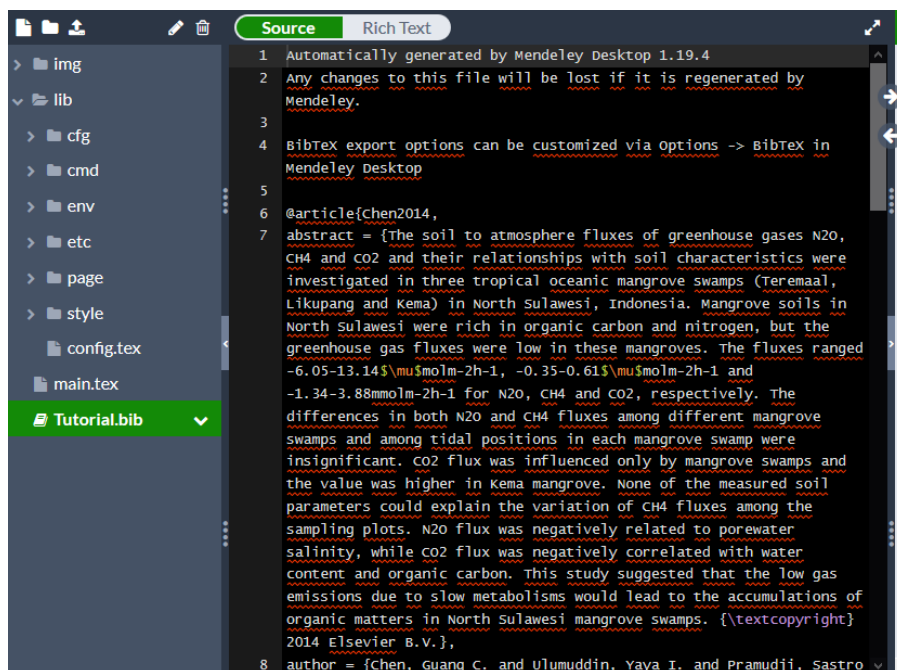 Source Rich Text
img
lib
cfg
cmd
env
etc
page
style
config.tex
main.tex
Tutorial.bib
1 Automatically generated by Mendeley Desktop 1.19.4
2 Any changes to this file will be lost if it is regenerated by
Mendeley.
3
4 BibTeX export options can be customized via Options -> BibTeX in
Mendeley Desktop
5
6 @article{Chen2014,
7 abstract = {The soil to atmosphere fluxes of greenhouse gases N2O,
CH4 and CO2 and their relationships with soil characteristics were
investigated in three tropical oceanic mangrove swamps (Teremaal,
Likupang and Kema) in North Sulawesi, Indonesia. Mangrove soils in
North Sulawesi were rich in organic carbon and nitrogen, but the
greenhouse gas fluxes were low in these mangroves. The fluxes ranged
-6.05-13.14$\mu$molm-2h-1, -0.35-0.61$\mu$molm-2h-1 and
-1.34-3.88mmolm-2h-1 for N2O, CH4 and CO2, respectively. The
differences in both N2O and CH4 fluxes among different mangrove
swamps and among tidal positions in each mangrove swamp were
insignificant. CO2 flux was influenced only by mangrove swamps and
the value was higher in Kema mangrove. None of the measured soil
parameters could explain the variation of CH4 fluxes among the
sampling plots. N2O flux was negatively related to porewater
salinity, while CO2 flux was negatively correlated with water
content and organic carbon. This study suggested that the low gas
emissions due to slow metabolisms would lead to the accumulations of
organic matters in North Sulawesi mangrove swamps. {\textcopyright}
2014 Elsevier B.V.},
8 author = {Chen, Guang C. and Ulumuddin, Yaya I. and Pramudji, Sastro